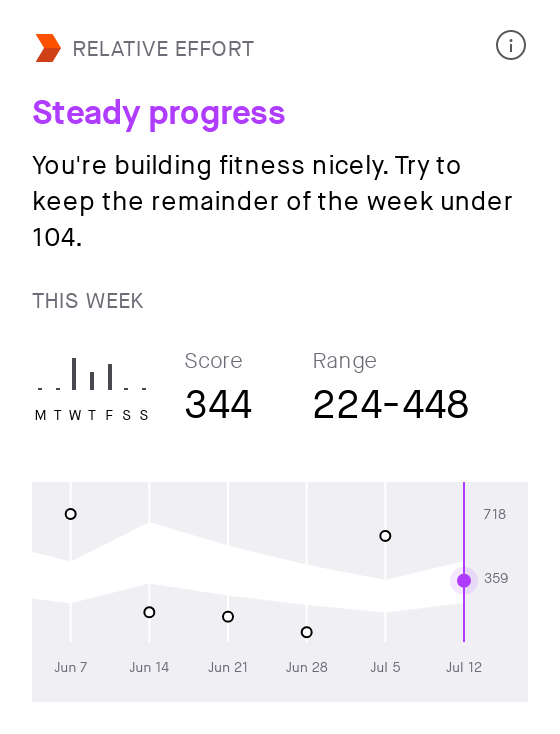 RELATIVE EFFORT
Steady progress
You're building fitness nicely. Try to
keep the remainder of the week under
104.
THIS WEEK
Score
Range
344
224-448
M T W T F S S
718
359
Jun 7
Jun 14
Jun 21
Jun 28
Jul 5
Jul 12